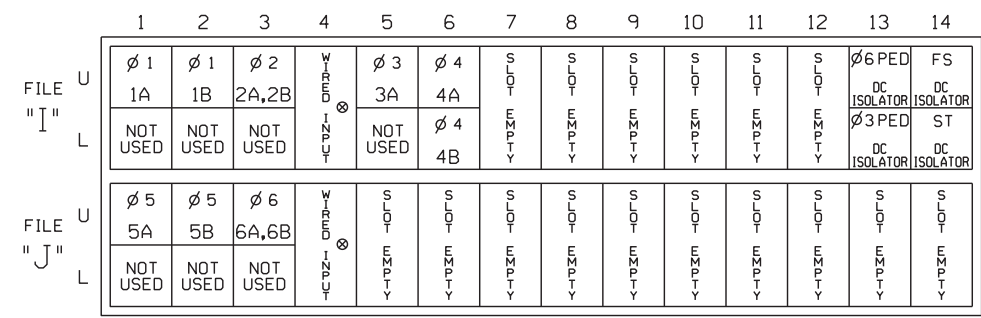 1 2 3 4 5 6 7 8 9 10 11 12 13 14
FILE "I"
U
L
Ø 1 1A
NOT USED
Ø 1 1B
NOT USED
Ø 2 2A,2B
NOT USED
WIRED INPUT ⊗
Ø 3 3A
NOT USED
Ø 4 4A
Ø 4 4B
SLOT EMPTY
SLOT EMPTY
SLOT EMPTY
SLOT EMPTY
SLOT EMPTY
SLOT EMPTY
Ø6 PED DC ISOLATOR
Ø3 PED DC ISOLATOR
FS DC ISOLATOR
ST DC ISOLATOR
FILE "J"
U
L
Ø 5 5A
NOT USED
Ø 5 5B
NOT USED
Ø 6 6A,6B
NOT USED
WIRED INPUT ⊗
SLOT EMPTY
SLOT EMPTY
SLOT EMPTY
SLOT EMPTY
SLOT EMPTY
SLOT EMPTY
SLOT EMPTY
SLOT EMPTY
SLOT EMPTY
SLOT EMPTY